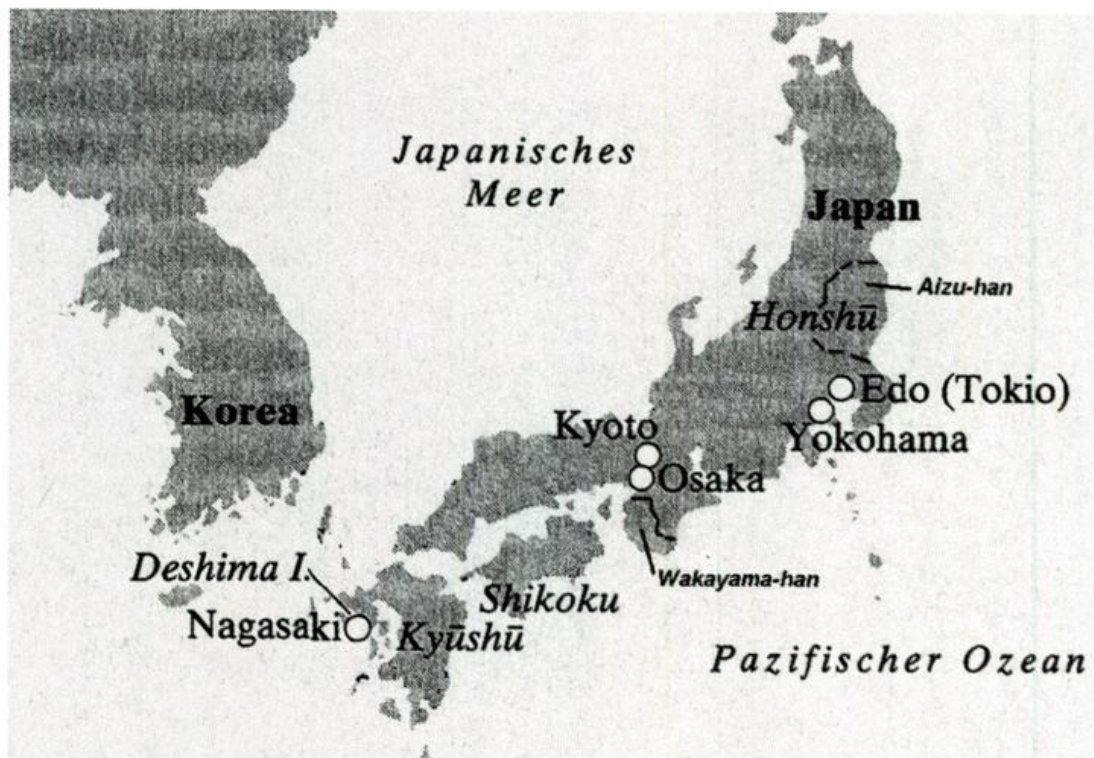 Japanisches
Meer
Japan
Aizu-han
Honshū
Korea
Edo (Tokio)
Kyoto
Yokohama
Osaka
Deshima I.
Shikoku
Wakayama-han
Nagasaki
Kyūshū
Pazifischer Ozean